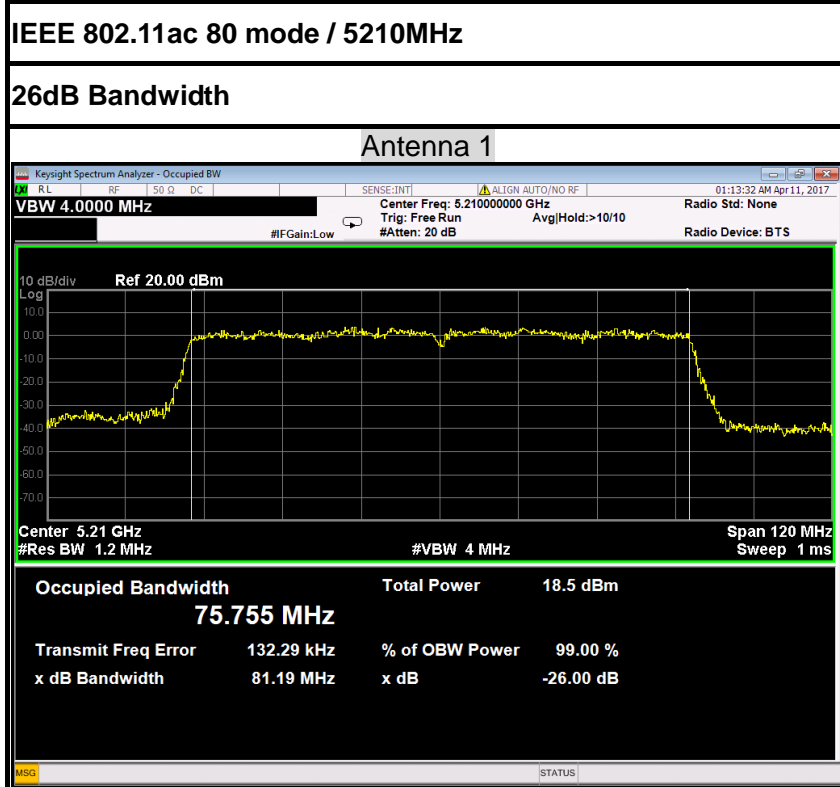 IEEE 802.11ac 80 mode / 5210MHz
26dB Bandwidth
Antenna 1
Keysight Spectrum Analyzer - Occupied BW
LXI RL RF 50 Ω DC SENSE:INT ALIGN AUTO/NO RF 01:13:32 AM Apr 11, 2017
VBW 4.0000 MHz Center Freq: 5.210000000 GHz Radio Std: None
Trig: Free Run Avg|Hold:>10/10
#IFGain:Low #Atten: 20 dB Radio Device: BTS
10 dB/div Ref 20.00 dBm
Log
10.0
0.00
-10.0
-20.0
-30.0
-40.0
-50.0
-60.0
-70.0
Center 5.21 GHz Span 120 MHz
#Res BW 1.2 MHz #VBW 4 MHz Sweep 1 ms
Occupied Bandwidth Total Power 18.5 dBm
75.755 MHz
Transmit Freq Error 132.29 kHz % of OBW Power 99.00 %
x dB Bandwidth 81.19 MHz x dB -26.00 dB
MSG STATUS